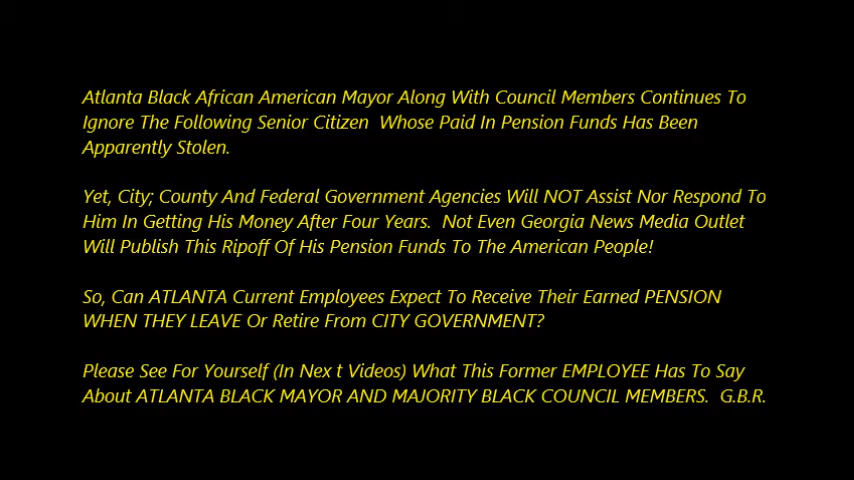 Atlanta Black African American Mayor Along With Council Members Continues To
Ignore The Following Senior Citizen  Whose Paid In Pension Funds Has Been
Apparently Stolen.
Yet, City; County And Federal Government Agencies Will NOT Assist Nor Respond To
Him In Getting His Money After Four Years.  Not Even Georgia News Media Outlet
Will Publish This Ripoff Of His Pension Funds To The American People!
So, Can ATLANTA Current Employees Expect To Receive Their Earned PENSION
WHEN THEY LEAVE Or Retire From CITY GOVERNMENT?
Please See For Yourself (In Nex t Videos) What This Former EMPLOYEE Has To Say
About ATLANTA BLACK MAYOR AND MAJORITY BLACK COUNCIL MEMBERS.  G.B.R.